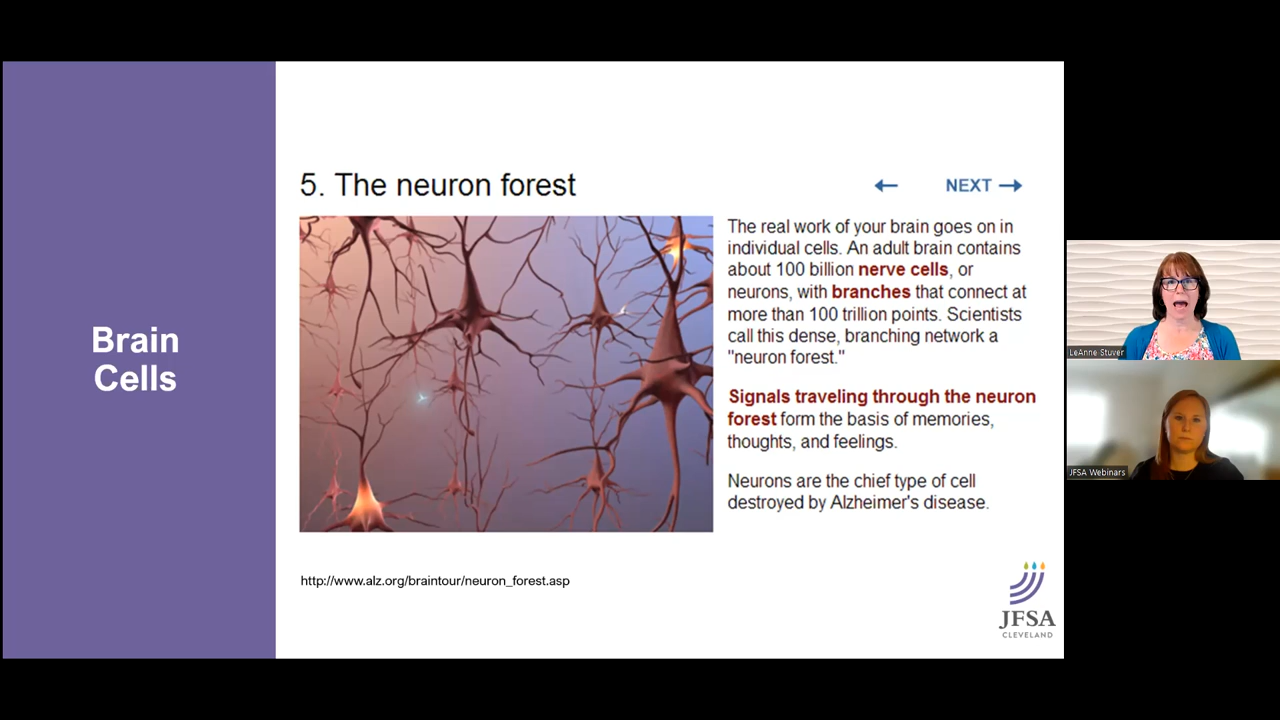 Brain
Cells
5. The neuron forest
← NEXT →
The real work of your brain goes on in
individual cells. An adult brain contains
about 100 billion nerve cells, or
neurons, with branches that connect at
more than 100 trillion points. Scientists
call this dense, branching network a
"neuron forest."
Signals traveling through the neuron
forest form the basis of memories,
thoughts, and feelings.
Neurons are the chief type of cell
destroyed by Alzheimer's disease.
http://www.alz.org/braintour/neuron_forest.asp
JFSA
CLEVELAND
LeAnne Stuver
JFSA Webinars